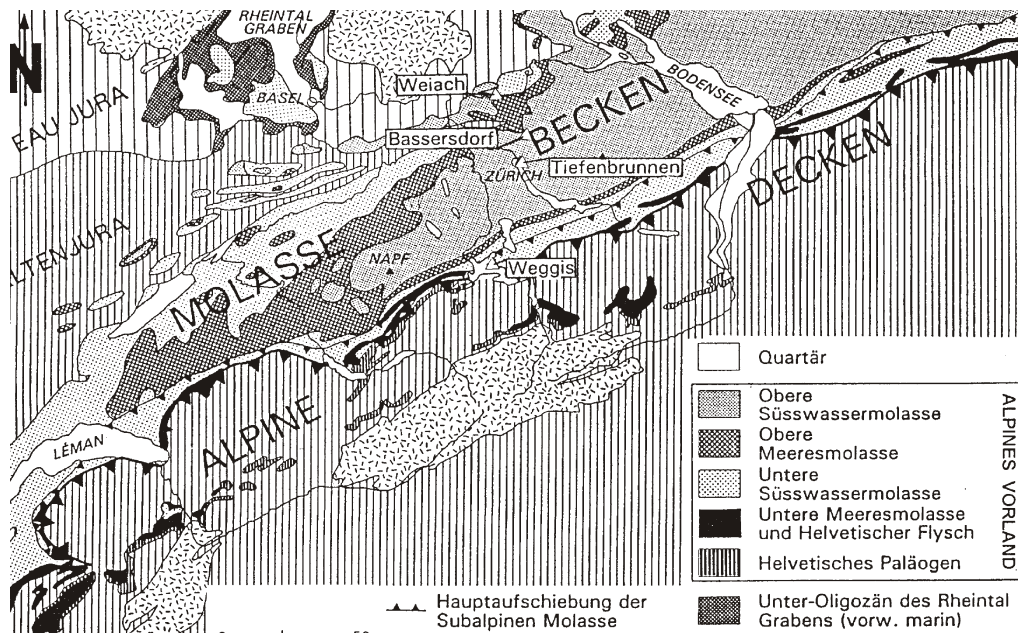 RHEINTAL
GRABEN
N
EAU JURA
BASEL
Weiach
BODENSEE
BECKEN
Bassersdorf
ZÜRICH
Tiefenbrunnen
DECKEN
ALTENJURA
MOLASSE
NAPF
Weggis
ALPINE
LÉMAN
Quartär
Obere
Süsswassermolasse
Obere
Meeresmolasse
Untere
Süsswassermolasse
Untere Meeresmolasse
und Helvetischer Flysch
Helvetisches Paläogen
ALPINES VORLAND
Hauptaufschiebung der
Subalpinen Molasse
Unter-Oligozän des Rheintal
Grabens (vorw. marin)